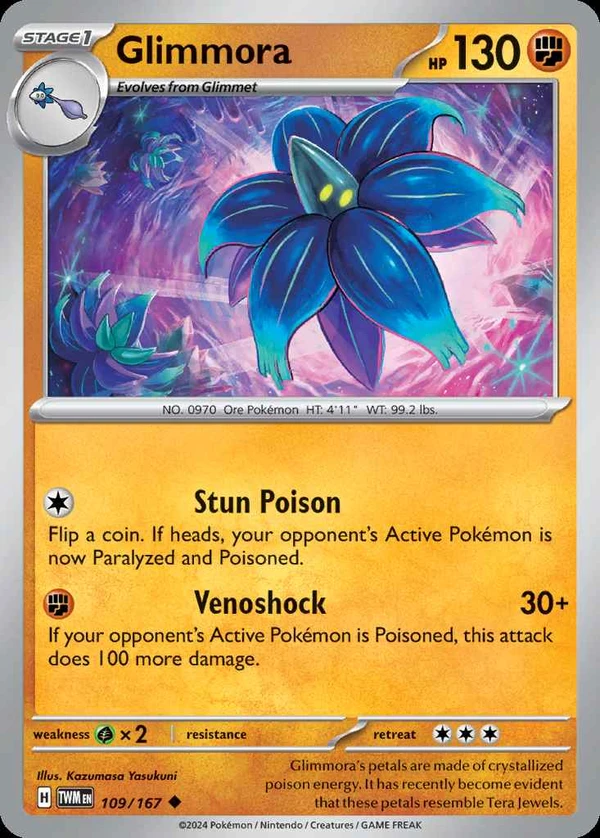 STAGE 1
Glimmora
HP 130
Evolves from Glimmet
NO. 0970 Ore Pokémon HT: 4'11" WT: 99.2 lbs.
Stun Poison
Flip a coin. If heads, your opponent's Active Pokémon is
now Paralyzed and Poisoned.
Venoshock 30+
If your opponent's Active Pokémon is Poisoned, this attack
does 100 more damage.
weakness ×2 resistance retreat
Illus. Kazumasa Yasukuni
H TWM EN 109/167
Glimmora's petals are made of crystallized
poison energy. It has recently become evident
that these petals resemble Tera Jewels.
©2024 Pokémon / Nintendo / Creatures / GAME FREAK